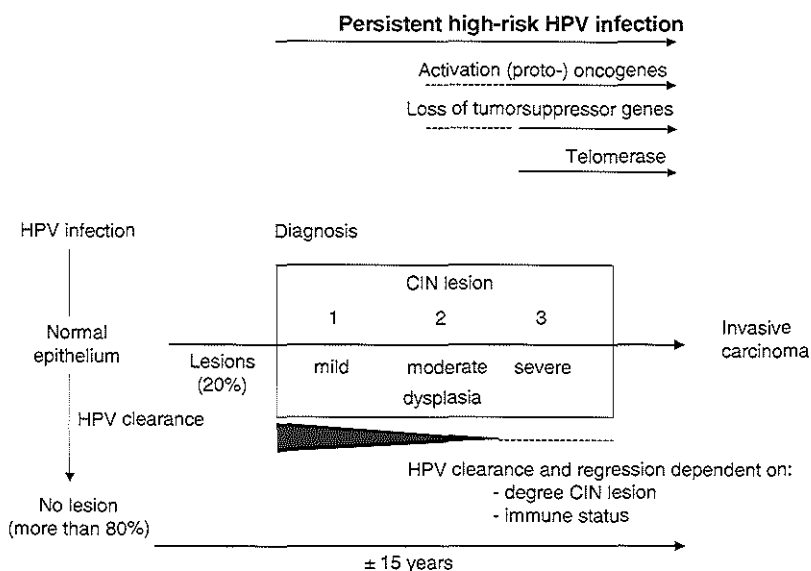 Persistent high-risk HPV infection
Activation (proto-) oncogenes
Loss of tumorsuppressor genes
Telomerase
HPV infection
Diagnosis
CIN lesion
1 2 3
Normal
epithelium
Invasive
carcinoma
Lesions
(20%)
mild moderate severe
dysplasia
HPV clearance
HPV clearance and regression dependent on:
- degree CIN lesion
- immune status
No lesion
(more than 80%)
± 15 years